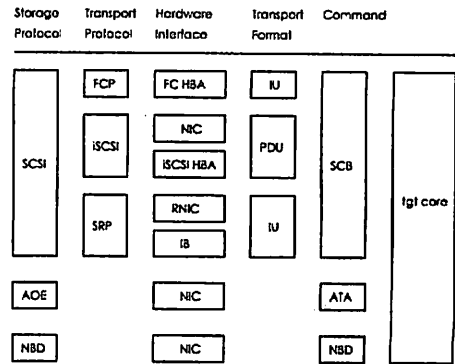 Storage Transport Hardware Transport Command
Protocol Protocol Interface Format
FCP FC HBA IU
NIC
iSCSI PDU
iSCSI HBA
SCSI SCB
tgt core
RNIC
SRP IU
IB
AOE NIC ATA
NBD NIC NBD